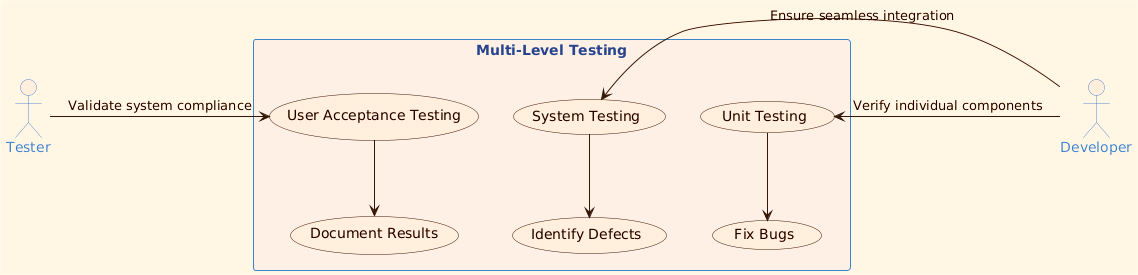 Ensure seamless integration
Multi-Level Testing
Validate system compliance
Verify individual components
User Acceptance Testing
System Testing
Unit Testing
Tester
Developer
Document Results
Identify Defects
Fix Bugs